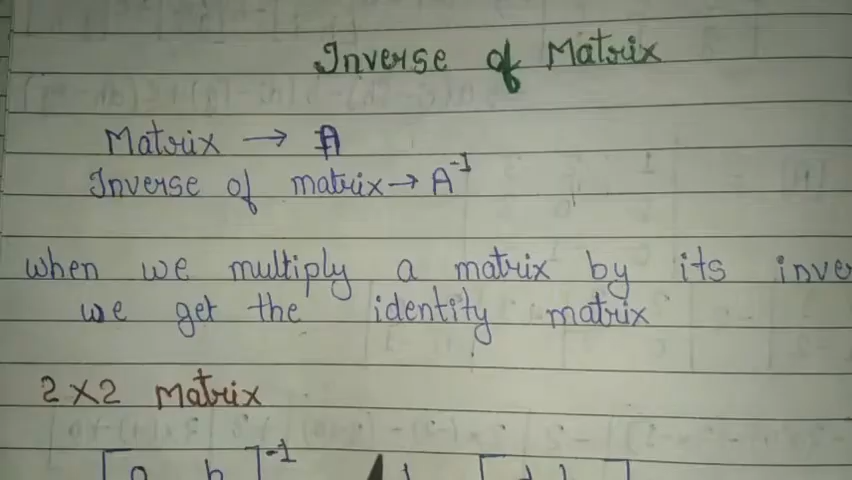 Inverse of Matrix
Matrix → A
Inverse of matrix → A⁻¹
when we multiply a matrix by its inve
we get the identity matrix
2×2 Matrix
a b -1